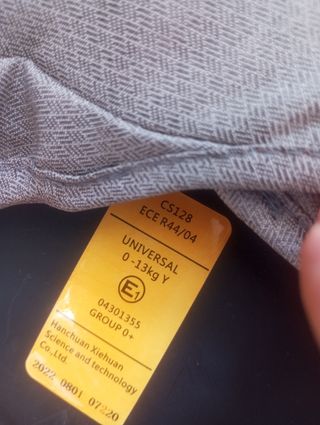 CS128
ECE R44/04
UNIVERSAL
0 -13kg Y
E1
04301355
GROUP 0+
Hanchuan Xiehuan
Science and technology
Co.,Ltd.
2022 0801 07220